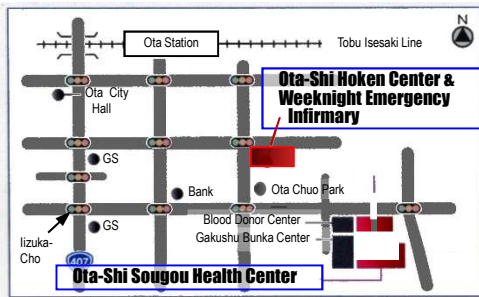 N
Ota Station
Tobu Isesaki Line
Ota City
Hall
Ota-Shi Hoken Center &
Weeknight Emergency
Infirmary
GS
Bank
Ota Chuo Park
Blood Donor Center
Iizuka-
Cho
GS
Gakushu Bunka Center
407
Ota-Shi Sougou Health Center